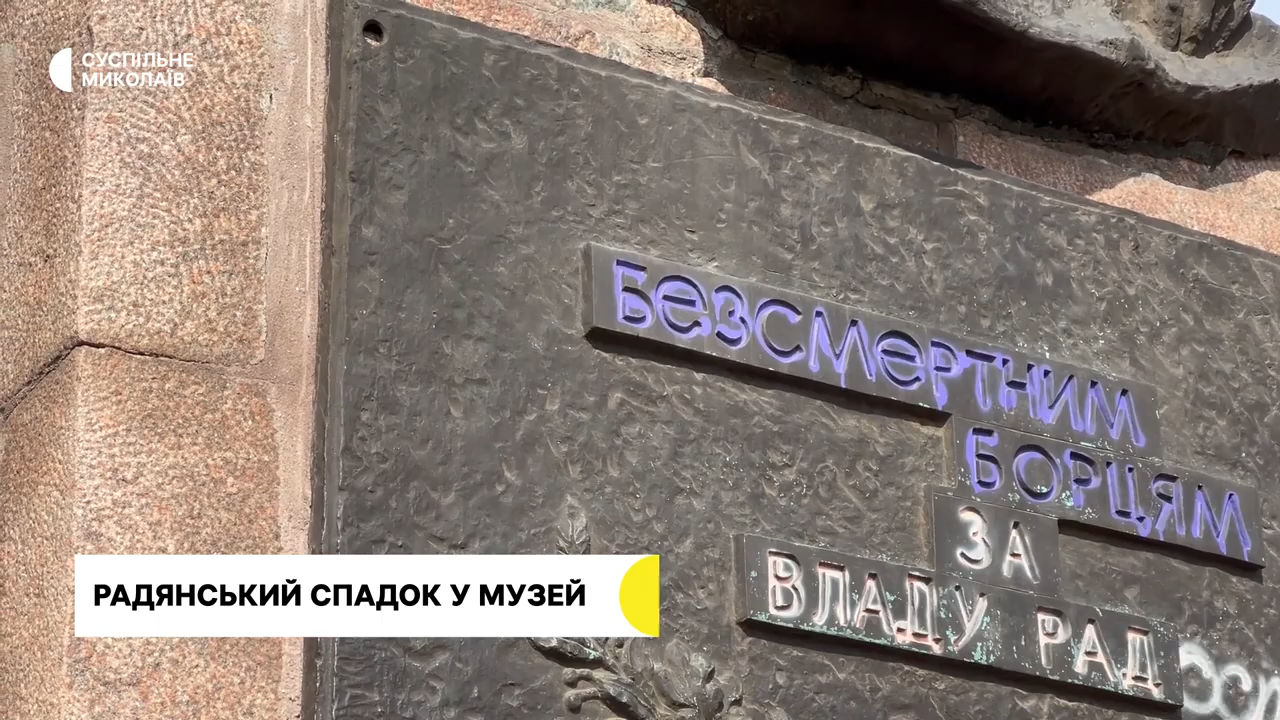 СУСПІЛЬНЕ
МИКОЛАЇВ
БЕЗСМЕРТНИМ
БОРЦЯМ
ЗА
ВЛАДУ РАД
РАДЯНСЬКИЙ СПАДОК У МУЗЕЙ